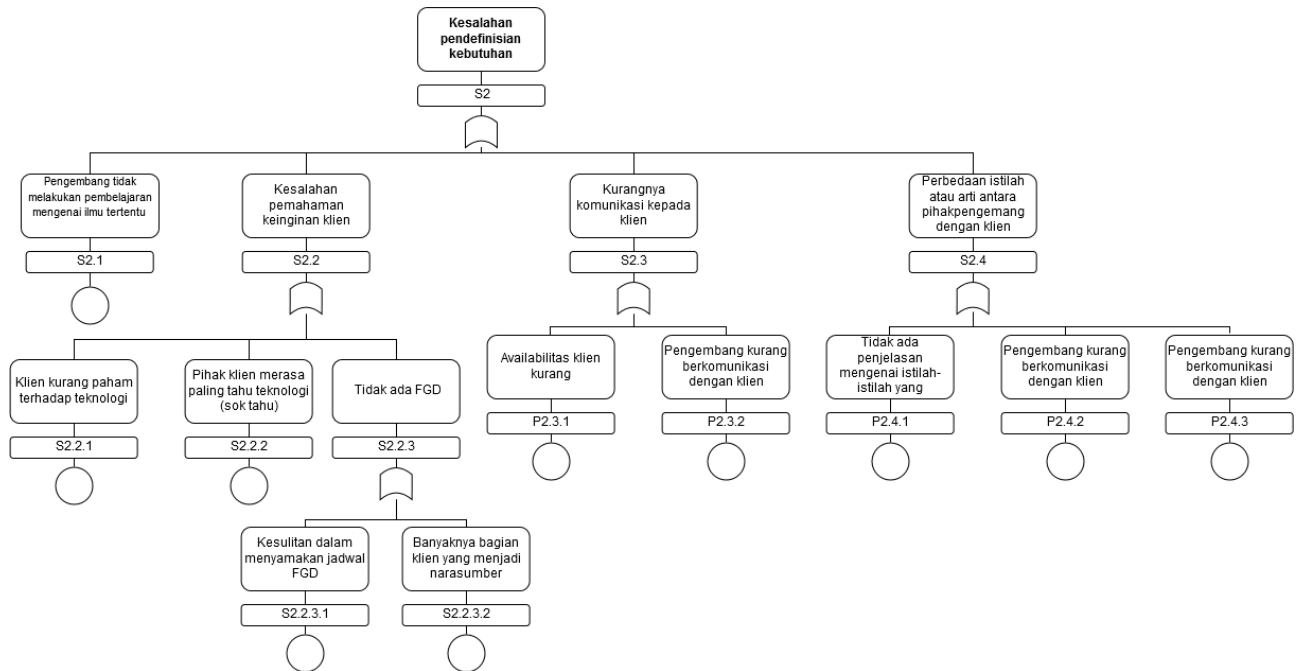 Kesalahan
pendefinisian
kebutuhan
S2
Pengembang tidak
melakukan pembelajaran
mengenai ilmu tertentu
S2.1
Kesalahan
pemahaman
keinginan klien
S2.2
Kurangnya
komunikasi kepada
klien
S2.3
Perbedaan istilah
atau arti antara
pihakpengemang
dengan klien
S2.4
Klien kurang paham
terhadap teknologi
S2.2.1
Pihak klien merasa
paling tahu teknologi
(sok tahu)
S2.2.2
Tidak ada FGD
S2.2.3
Availabilitas klien
kurang
P2.3.1
Pengembang kurang
berkomunikasi
dengan klien
P2.3.2
Tidak ada
penjelasan
mengenai istilah-
istilah yang
P2.4.1
Pengembang kurang
berkomunikasi
dengan klien
P2.4.2
Pengembang kurang
berkomunikasi
dengan klien
P2.4.3
Kesulitan dalam
menyamakan jadwal
FGD
S2.2.3.1
Banyaknya bagian
klien yang menjadi
narasumber
S2.2.3.2